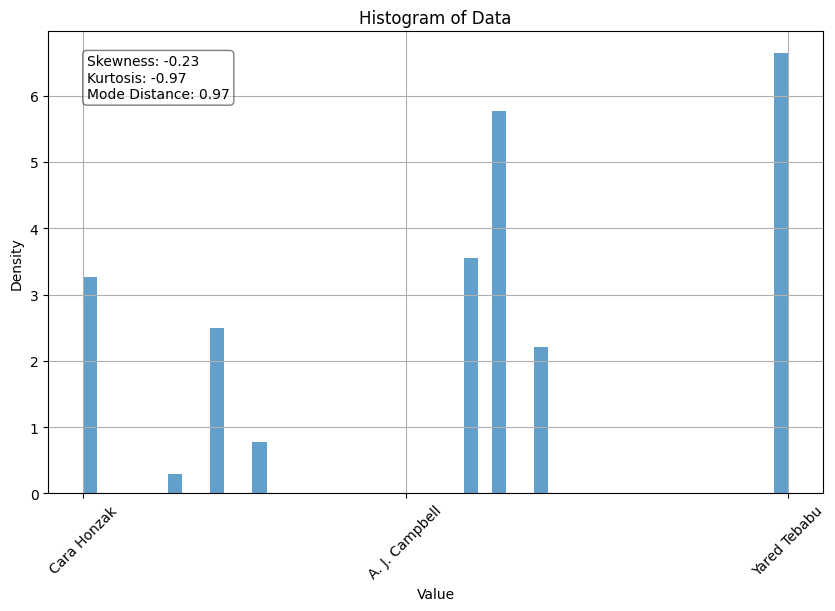 Histogram of Data
Skewness: -0.23
Kurtosis: -0.97
Mode Distance: 0.97
Density
6
5
4
3
2
1
0
Cara Honzak
A. J. Campbell
Yared Tebabu
Value